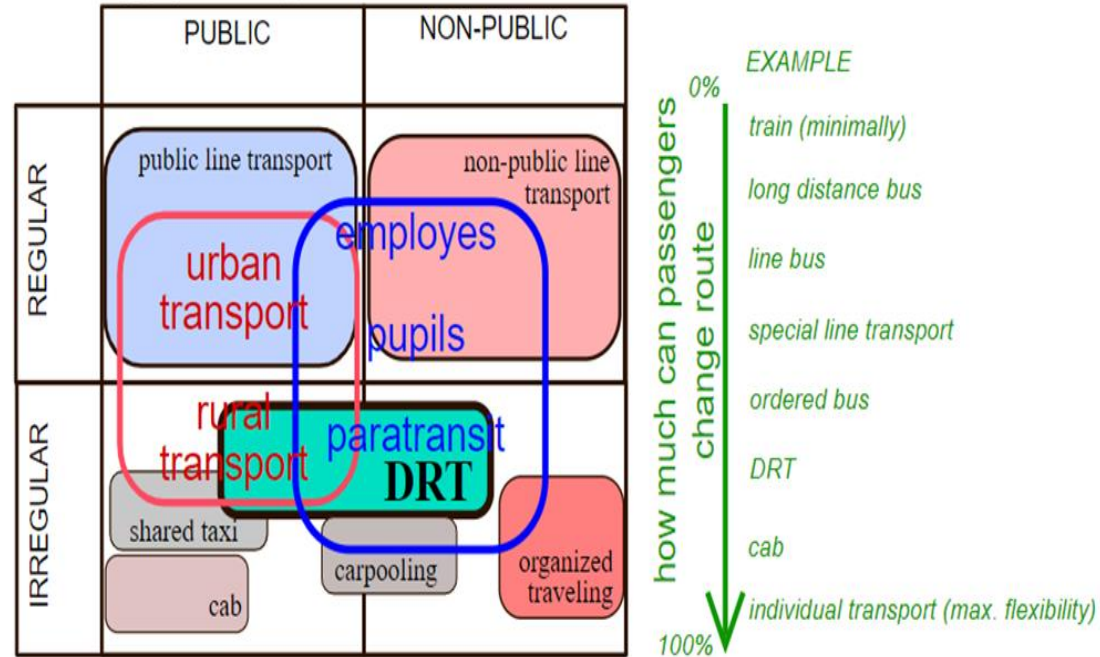 PUBLIC
NON-PUBLIC
REGULAR
IRREGULAR
public line transport
non-public line
transport
urban
transport
employes
pupils
rural
transport
paratransit
DRT
shared taxi
cab
carpooling
organized
traveling
how much can passengers
change route
0%
100%
EXAMPLE
train (minimally)
long distance bus
line bus
special line transport
ordered bus
DRT
cab
individual transport (max. flexibility)